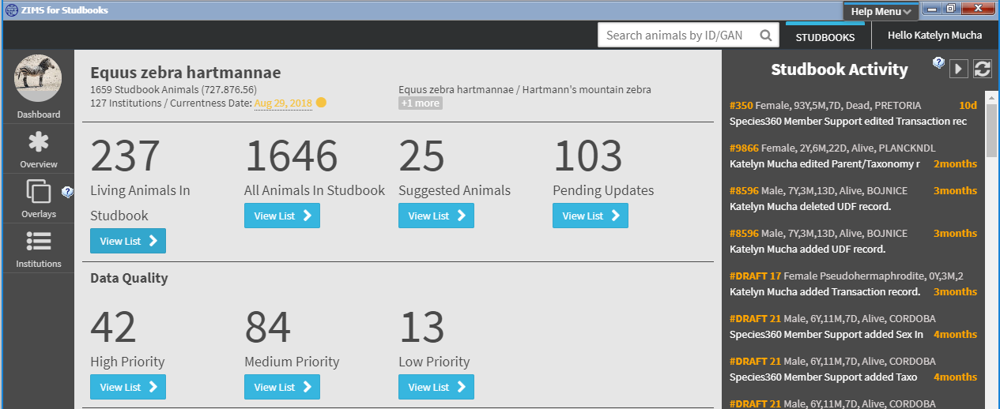 ZIMS for Studbooks
Help Menu
Search animals by ID/GAN
STUDBOOKS
Hello Katelyn Mucha
Dashboard
Overview
Overlays
Institutions
Equus zebra hartmannae
1659 Studbook Animals (727.876.56)
127 Institutions / Currentness Date: Aug 29, 2018
Equus zebra hartmannae / Hartmann's mountain zebra
+1 more
237
Living Animals In
Studbook
View List
1646
All Animals In Studbook
View List
25
Suggested Animals
View List
103
Pending Updates
View List
Data Quality
42
High Priority
View List
84
Medium Priority
View List
13
Low Priority
View List
Studbook Activity
#350 Female, 93Y,5M,7D, Dead, PRETORIA 10d
Species360 Member Support edited Transaction rec
#9866 Female, 2Y,6M,22D, Alive, PLANCKNDL
Katelyn Mucha edited Parent/Taxonomy r 2months
#8596 Male, 7Y,3M,13D, Alive, BOJNICE 3months
Katelyn Mucha deleted UDF record.
#8596 Male, 7Y,3M,13D, Alive, BOJNICE 3months
Katelyn Mucha added UDF record.
#DRAFT 17 Female Pseudohermaphrodite, 0Y,3M,2
Katelyn Mucha added Transaction record. 3months
#DRAFT 21 Male, 6Y,11M,7D, Alive, CORDOBA
Species360 Member Support added Sex In 4months
#DRAFT 21 Male, 6Y,11M,7D, Alive, CORDOBA
Species360 Member Support added Taxo 4months
#DRAFT 21 Male, 6Y,11M,7D, Alive, CORDOBA